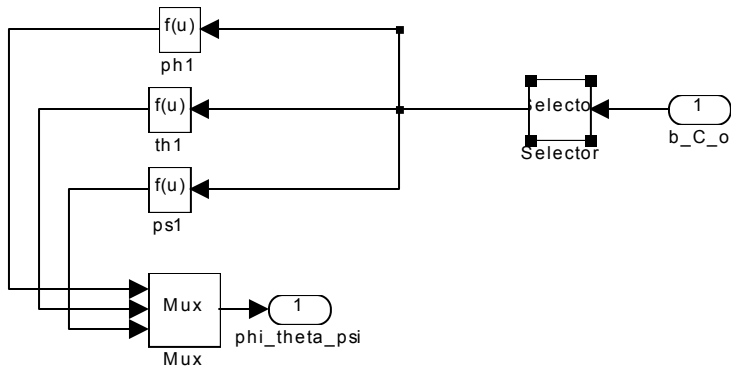 f(u)
ph1
f(u)
th1
f(u)
ps1
Selecto
Selector
1
b_C_o
Mux
Mux
1
phi_theta_psi